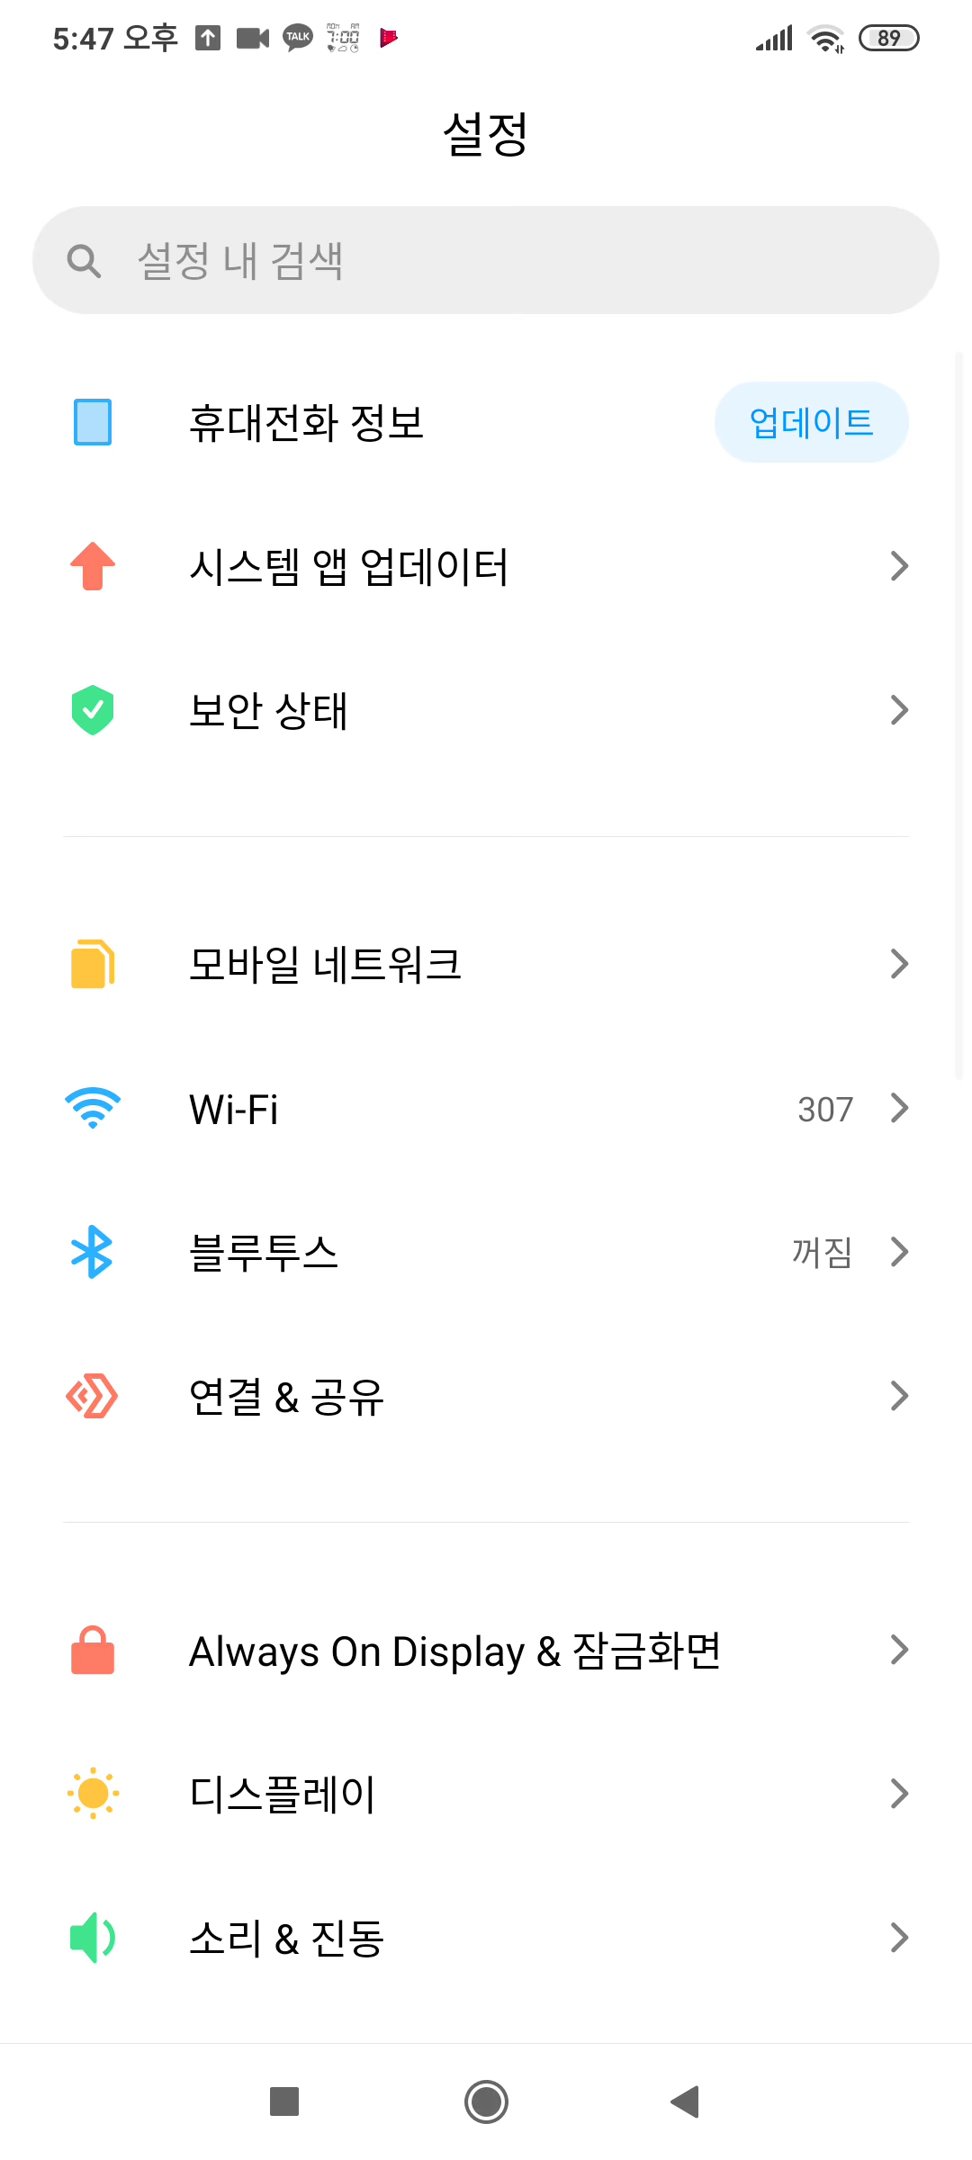 5:47 오후 TALK 7:00 89
설정
설정 내 검색
휴대전화 정보 업데이트
시스템 앱 업데이터
보안 상태
모바일 네트워크
Wi-Fi 307
블루투스 꺼짐
연결 & 공유
Always On Display & 잠금화면
디스플레이
소리 & 진동